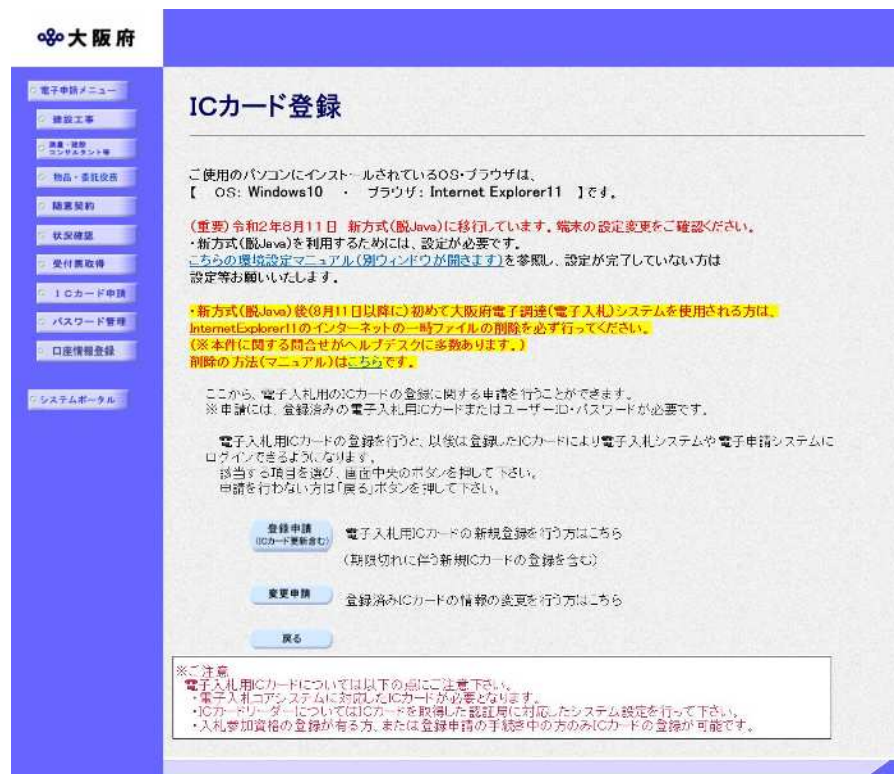 大阪府
電子申請メニュー
建設工事
測量・建設
コンサルタント等
物品・委託役務
随意契約
状況確認
受付票取得
ICカード申請
パスワード管理
口座情報登録
システムポータル
ICカード登録
ご使用のパソコンにインストールされているOS・ブラウザは、
【 OS: Windows10 ・ ブラウザ: Internet Explorer11 】です。
(重要)令和2年8月11日 新方式(脱Java)に移行しています。端末の設定変更をご確認ください。
・新方式(脱Java)を利用するためには、設定が必要です。
こちらの環境設定マニュアル(別ウィンドウが開きます)を参照し、設定が完了していない方は
設定等お願いいたします。
・新方式(脱Java)後(8月11日以降に)初めて大阪府電子調達(電子入札)システムを使用される方は、
InternetExplorer11のインターネットの一時ファイルの削除を必ず行ってください。
(※本件に関する問合せがヘルプデスクに多数あります。)
削除の方法(マニュアル)はこちらです。
ここから、電子入札用のICカードの登録に関する申請を行うことができます。
※申請には、登録済みの電子入札用ICカードまたはユーザーID・パスワードが必要です。
電子入札用ICカードの登録を行うと、以後は登録したICカードにより電子入札システムや電子申請システムに
ログインできるようになります。
該当する項目を選び、画面中央のボタンを押して下さい。
申請を行わない方は「戻る」ボタンを押して下さい。
登録申請
(ICカード更新含む)
電子入札用ICカードの新規登録を行う方はこちら
(期限切れに伴う新規ICカードの登録を含む)
変更申請
登録済みICカードの情報の変更を行う方はこちら
戻る
※ご注意
電子入札用ICカードについては以下の点にご注意下さい。
・電子入札コアシステムに対応したICカードが必要となります。
・ICカードリーダーについてはICカードを取得した認証局に対応したシステム設定を行って下さい。
・入札参加資格の登録が有る方、または登録申請の手続き中の方のみICカードの登録が可能です。